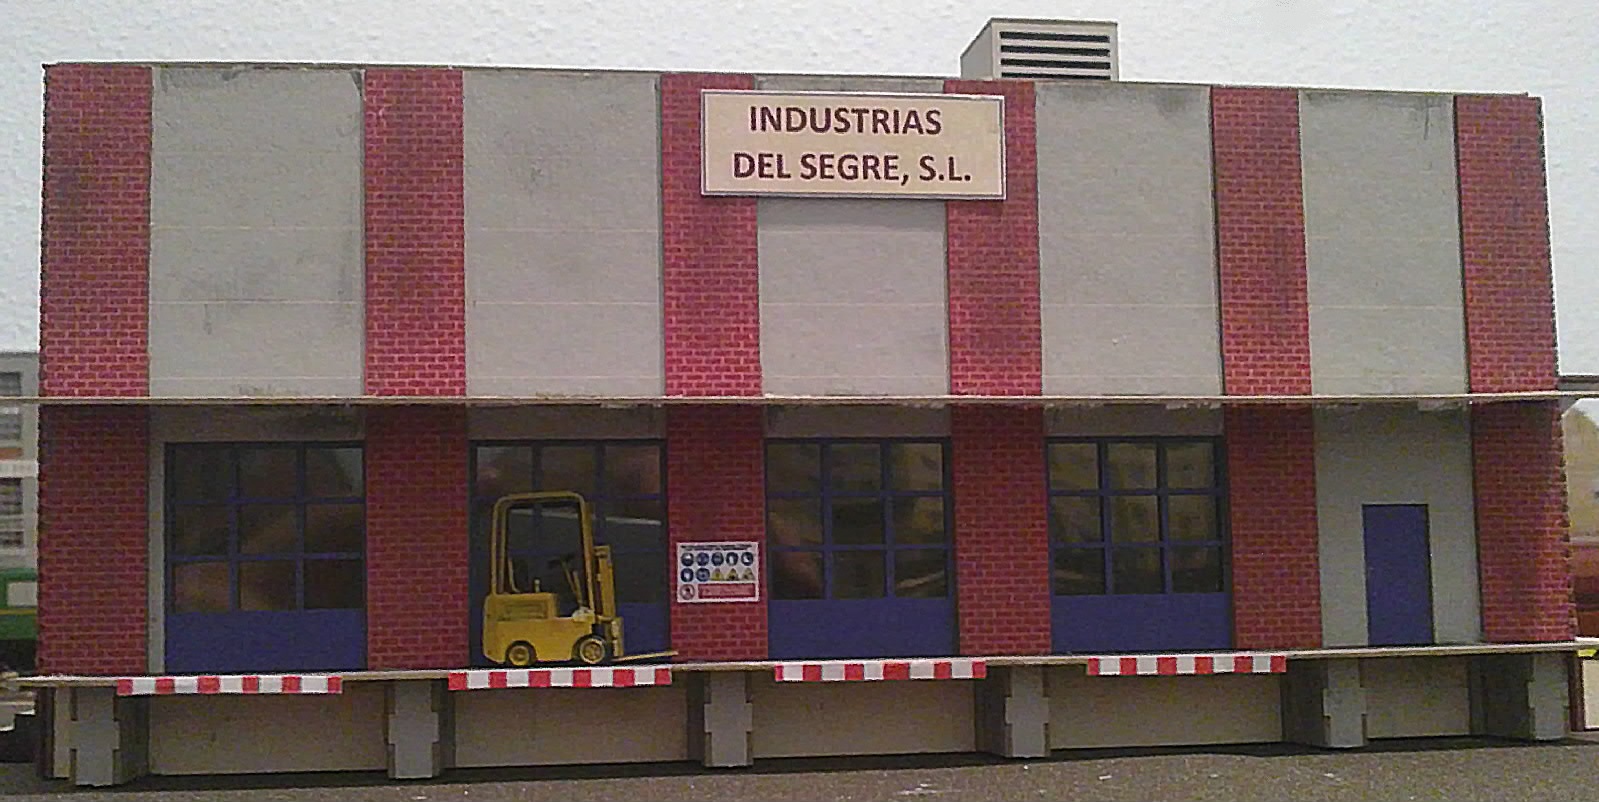 INDUSTRIAS
DEL SEGRE, S.L.